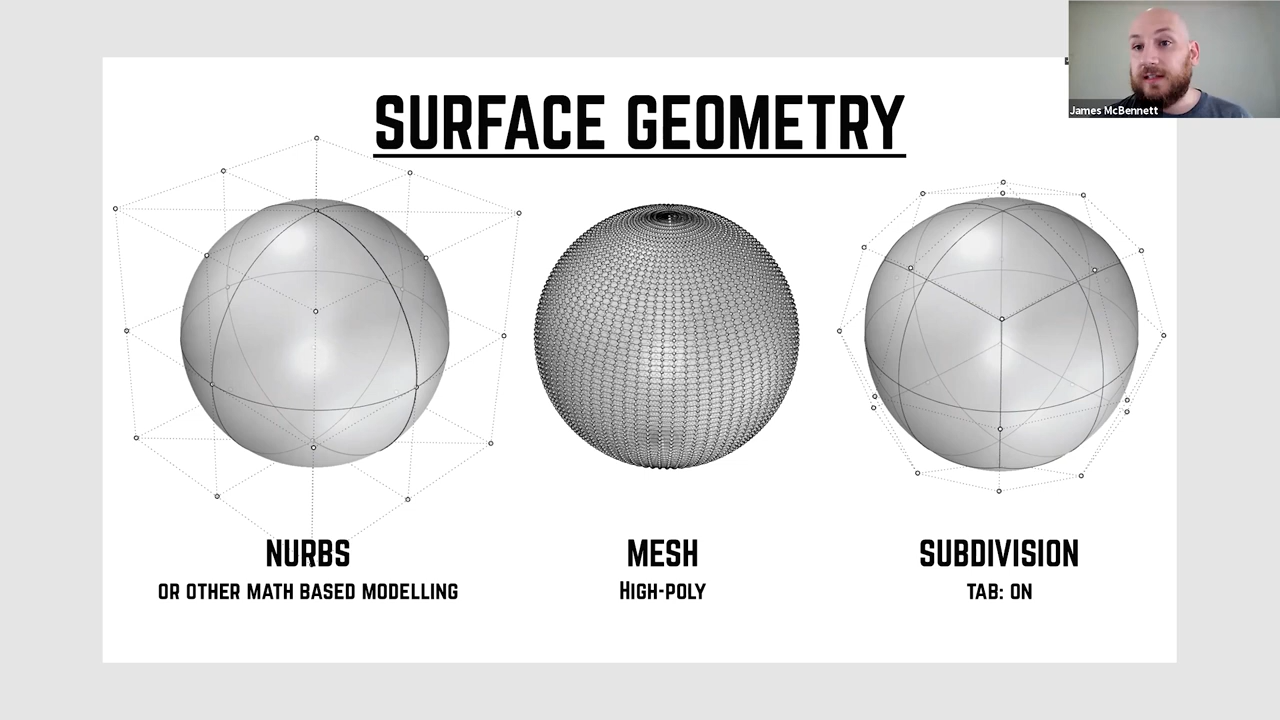 SURFACE GEOMETRY
James McBennett
NURBS
OR OTHER MATH BASED MODELLING
MESH
HIGH-POLY
SUBDIVISION
TAB: ON